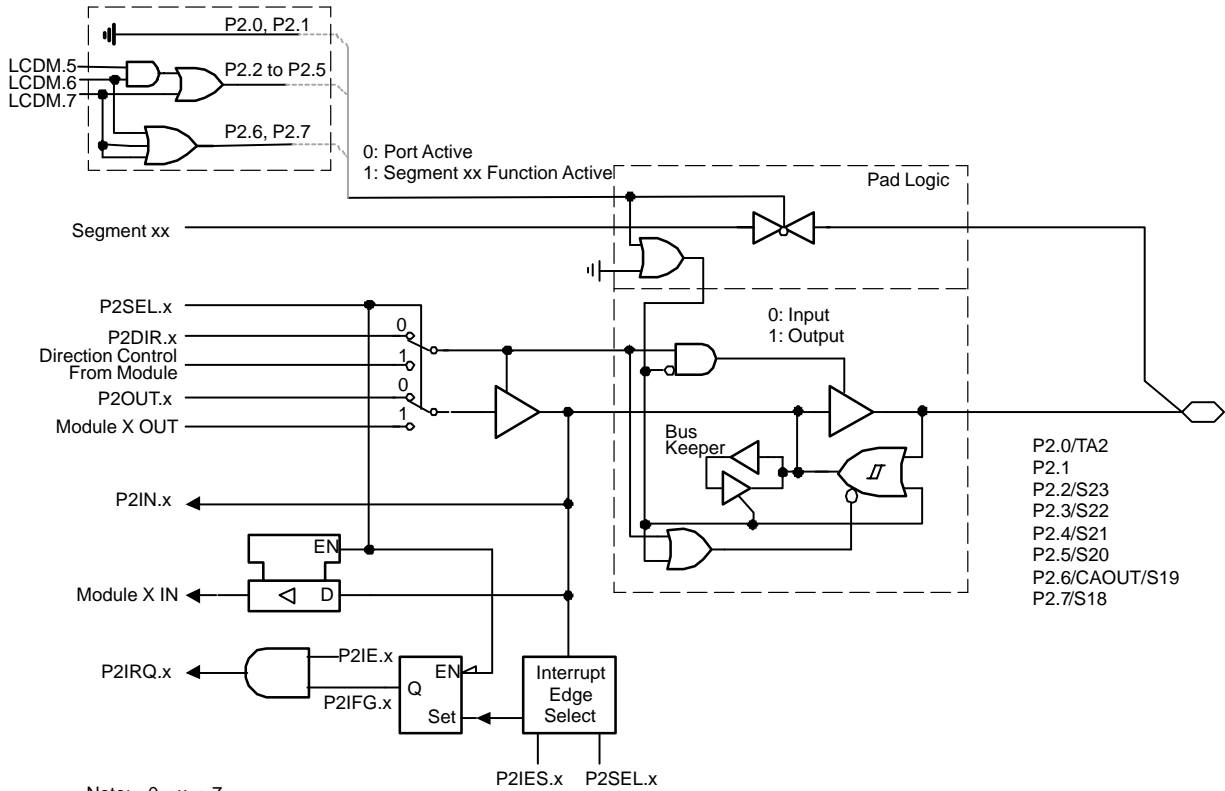 P2.0, P2.1
LCDM.5
LCDM.6
LCDM.7
P2.2 to P2.5
P2.6, P2.7
0: Port Active
1: Segment xx Function Active
Pad Logic
Segment xx
P2SEL.x
0: Input
1: Output
P2DIR.x
0
Direction Control
From Module
1
P2OUT.x
0
Module X OUT
1
Bus
Keeper
P2.0/TA2
P2.1
P2.2/S23
P2.3/S22
P2.4/S21
P2.5/S20
P2.6/CAOUT/S19
P2.7/S18
P2IN.x
EN
Module X IN
D
P2IRQ.x
P2IE.x
P2IFG.x
EN
Q
Set
Interrupt
Edge
Select
P2IES.x
P2SEL.x